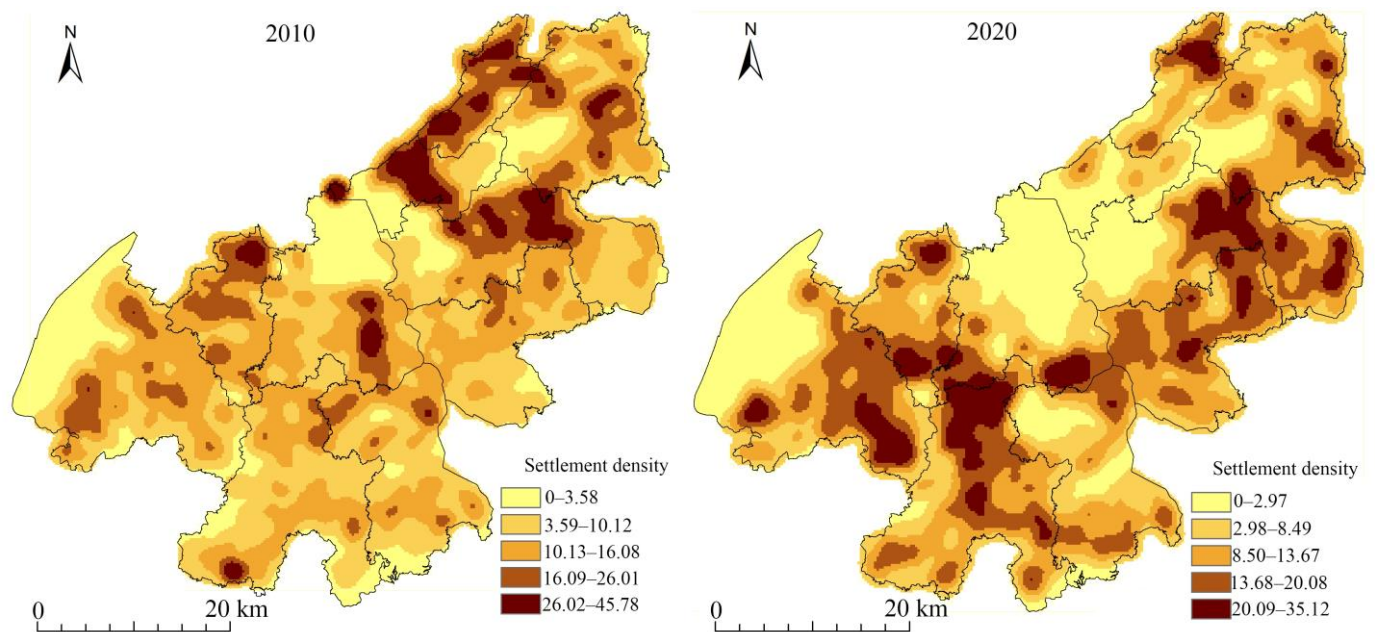 N
2010
Settlement density
0–3.58
3.59–10.12
10.13–16.08
16.09–26.01
26.02–45.78
0 20 km
N
2020
Settlement density
0–2.97
2.98–8.49
8.50–13.67
13.68–20.08
20.09–35.12
0 20 km